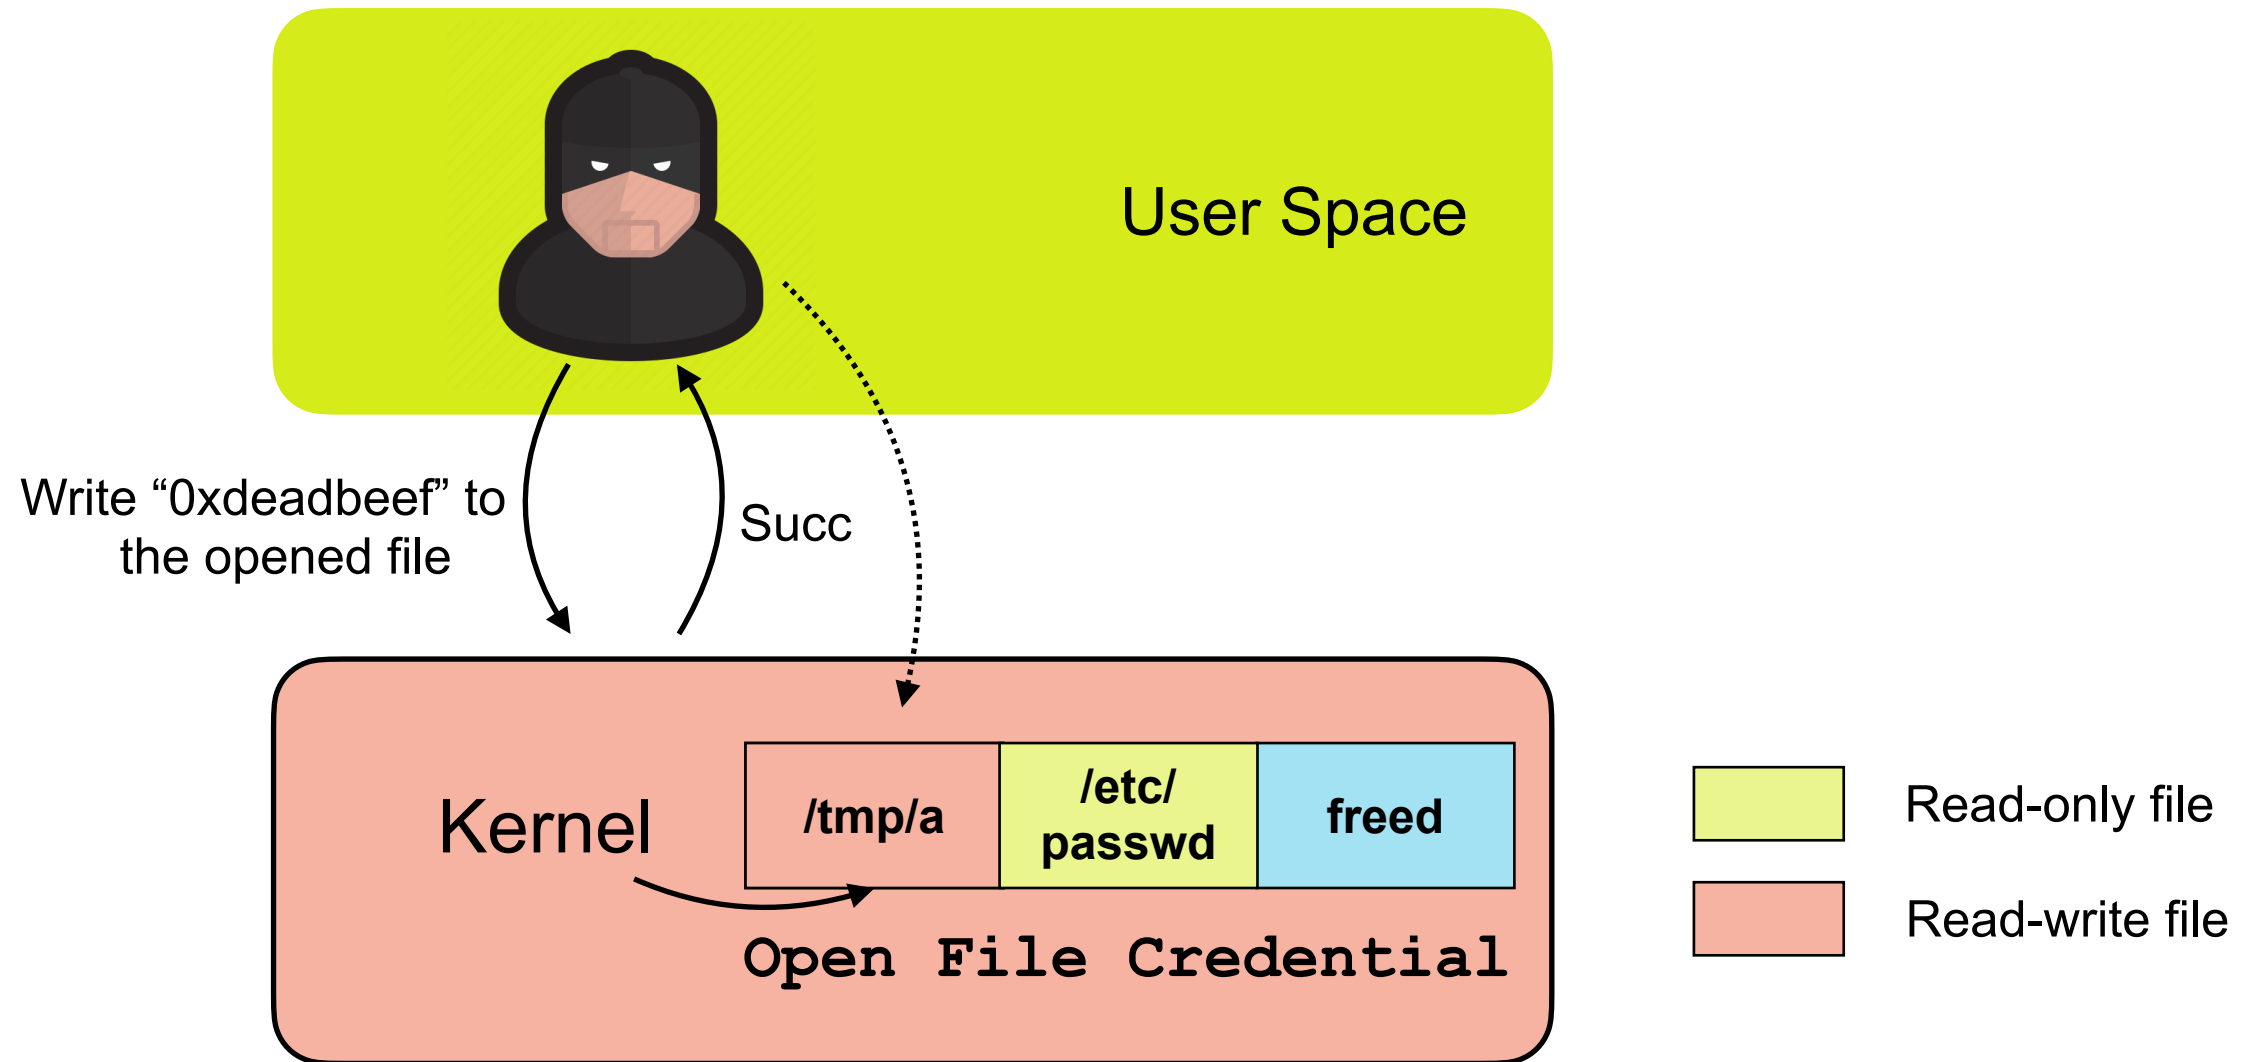 User Space
Write “0xdeadbeef” to
the opened file
Succ
Kernel
/tmp/a
/etc/
passwd
freed
Open File Credential
Read-only file
Read-write file